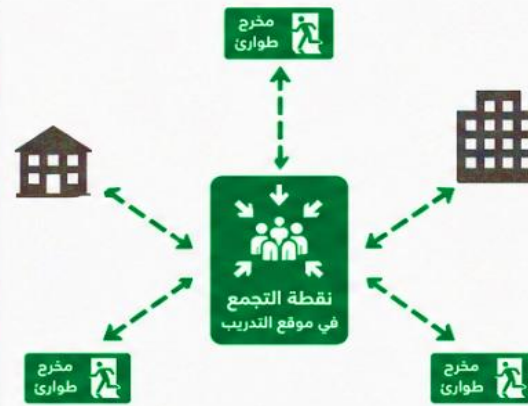 مخرج
طوارئ
نقطة التجمع
في موقع التدريب
مخرج
طوارئ
مخرج
طوارئ